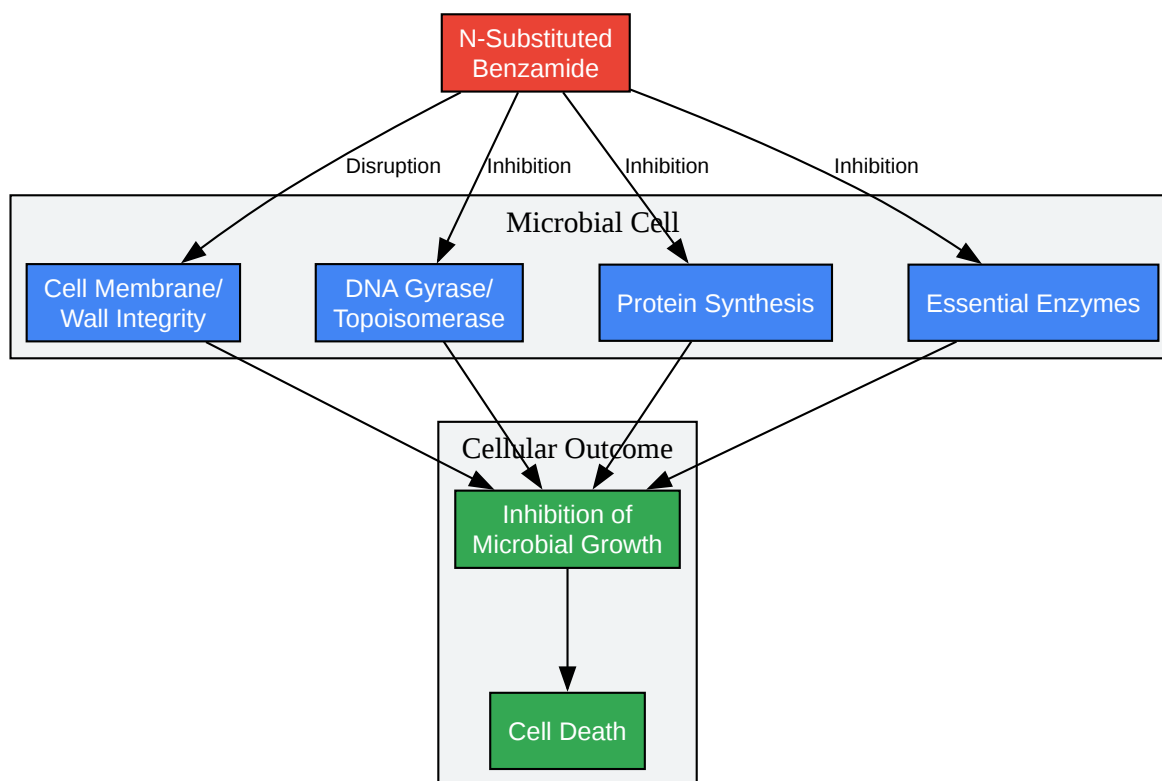 N-Substituted
Benzamide
Disruption
Inhibition
Inhibition
Inhibition
Microbial Cell
Cell Membrane/
Wall Integrity
DNA Gyrase/
Topoisomerase
Protein Synthesis
Essential Enzymes
Cellular Outcome
Inhibition of
Microbial Growth
Cell Death